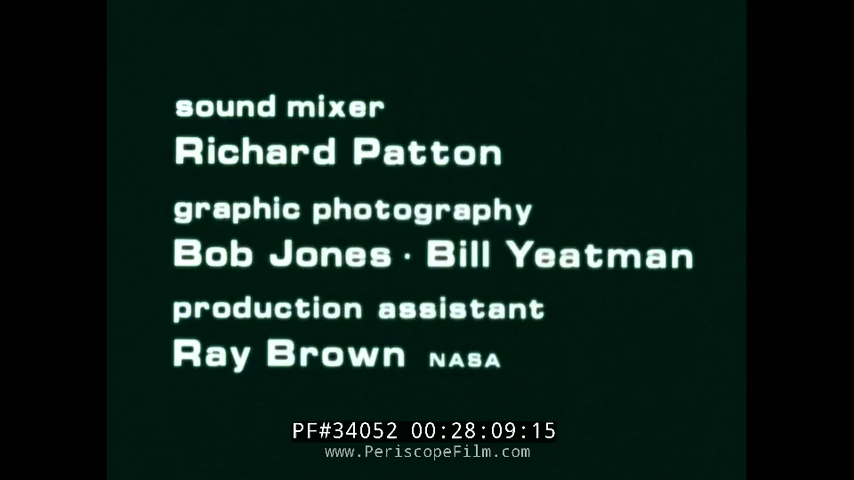 sound mixer
Richard Patton
graphic photography
Bob Jones · Bill Yeatman
production assistant
Ray Brown NASA
PF#34052 00:28:09:15
www.PeriscopeFilm.com